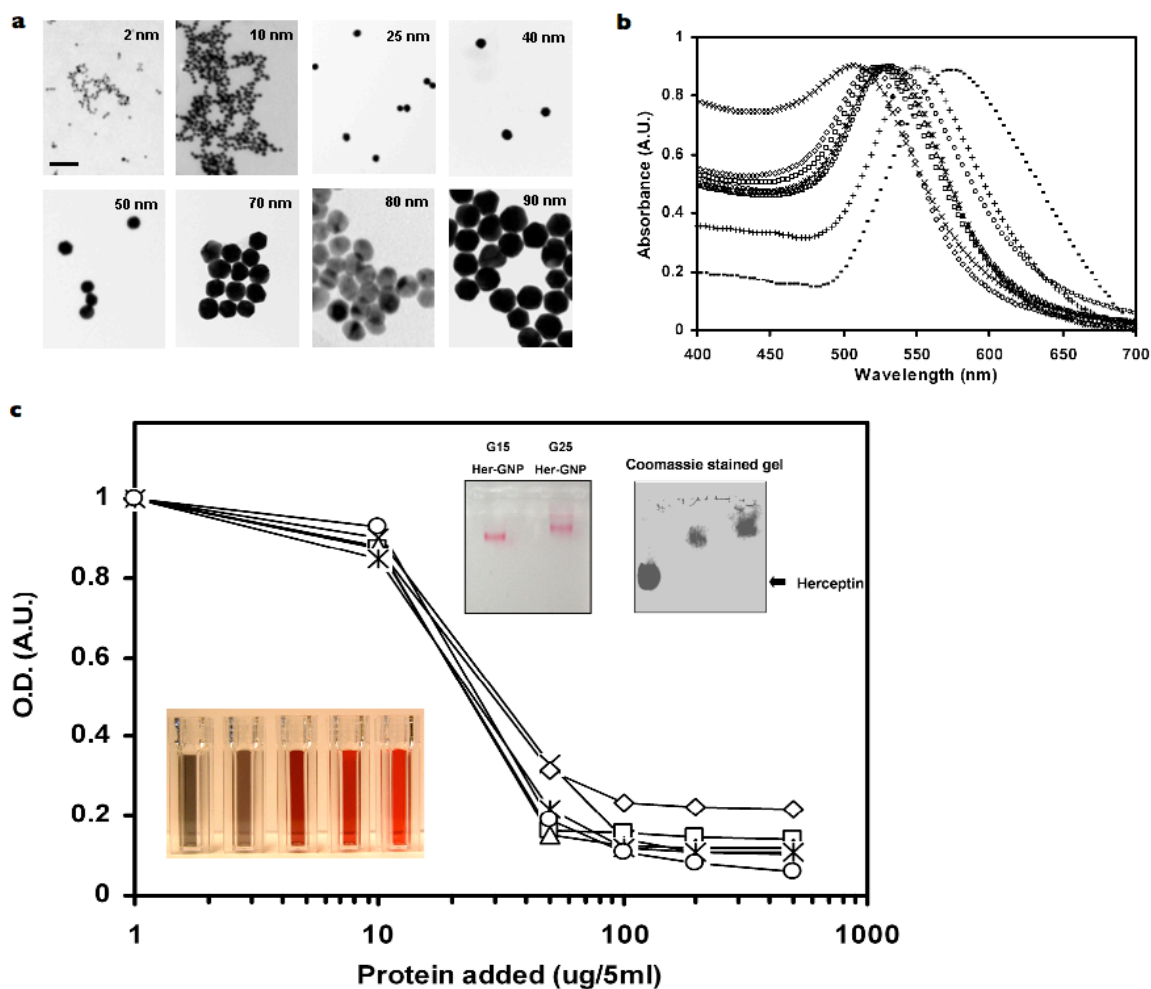 a
2 nm
10 nm
25 nm
40 nm
50 nm
70 nm
80 nm
90 nm
b
Absorbance (A.U.)
1
0.8
0.6
0.4
0.2
0
400
450
500
550
600
650
700
Wavelength (nm)
c
O.D. (A.U.)
1
0.8
0.6
0.4
0.2
0
G15
G25
Her-GNP
Her-GNP
Coomassie stained gel
Herceptin
1
10
100
1000
Protein added (ug/5ml)